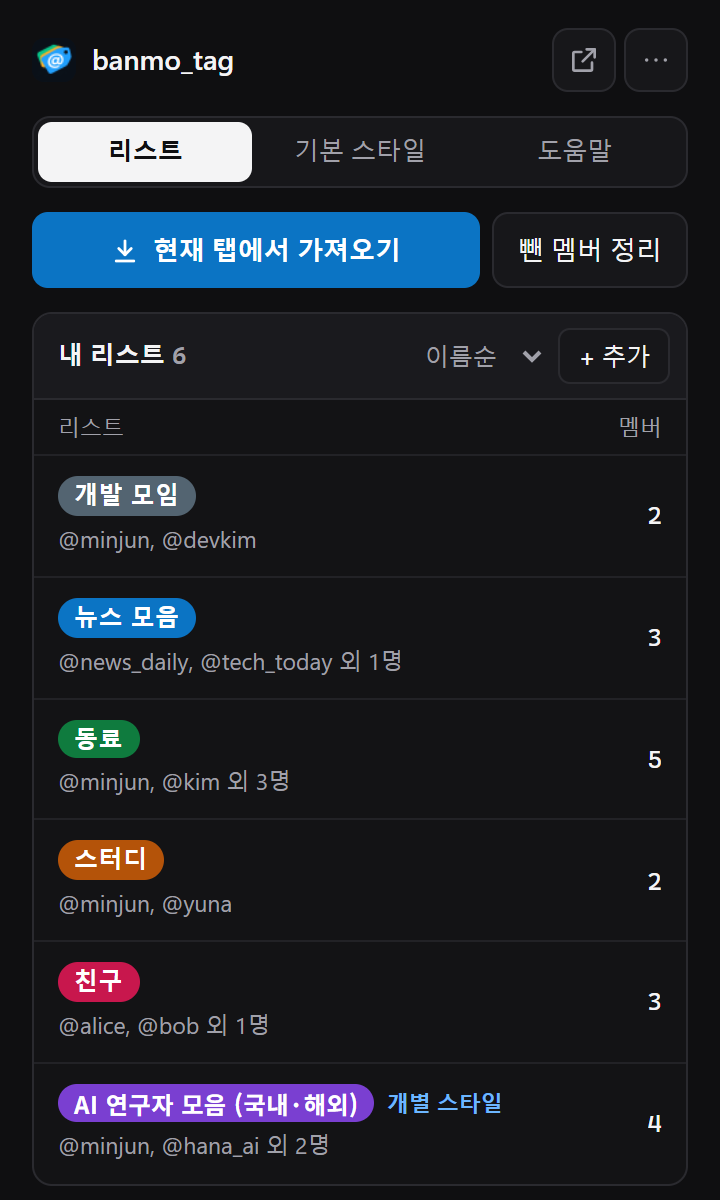 banmo_tag
리스트 기본 스타일 도움말
현재 탭에서 가져오기 뺀 멤버 정리
내 리스트 6 이름순 + 추가
리스트 멤버
개발 모임
@minjun, @devkim
2
뉴스 모음
@news_daily, @tech_today 외 1명
3
동료
@minjun, @kim 외 3명
5
스터디
@minjun, @yuna
2
친구
@alice, @bob 외 1명
3
AI 연구자 모음 (국내·해외) 개별 스타일
@minjun, @hana_ai 외 2명
4